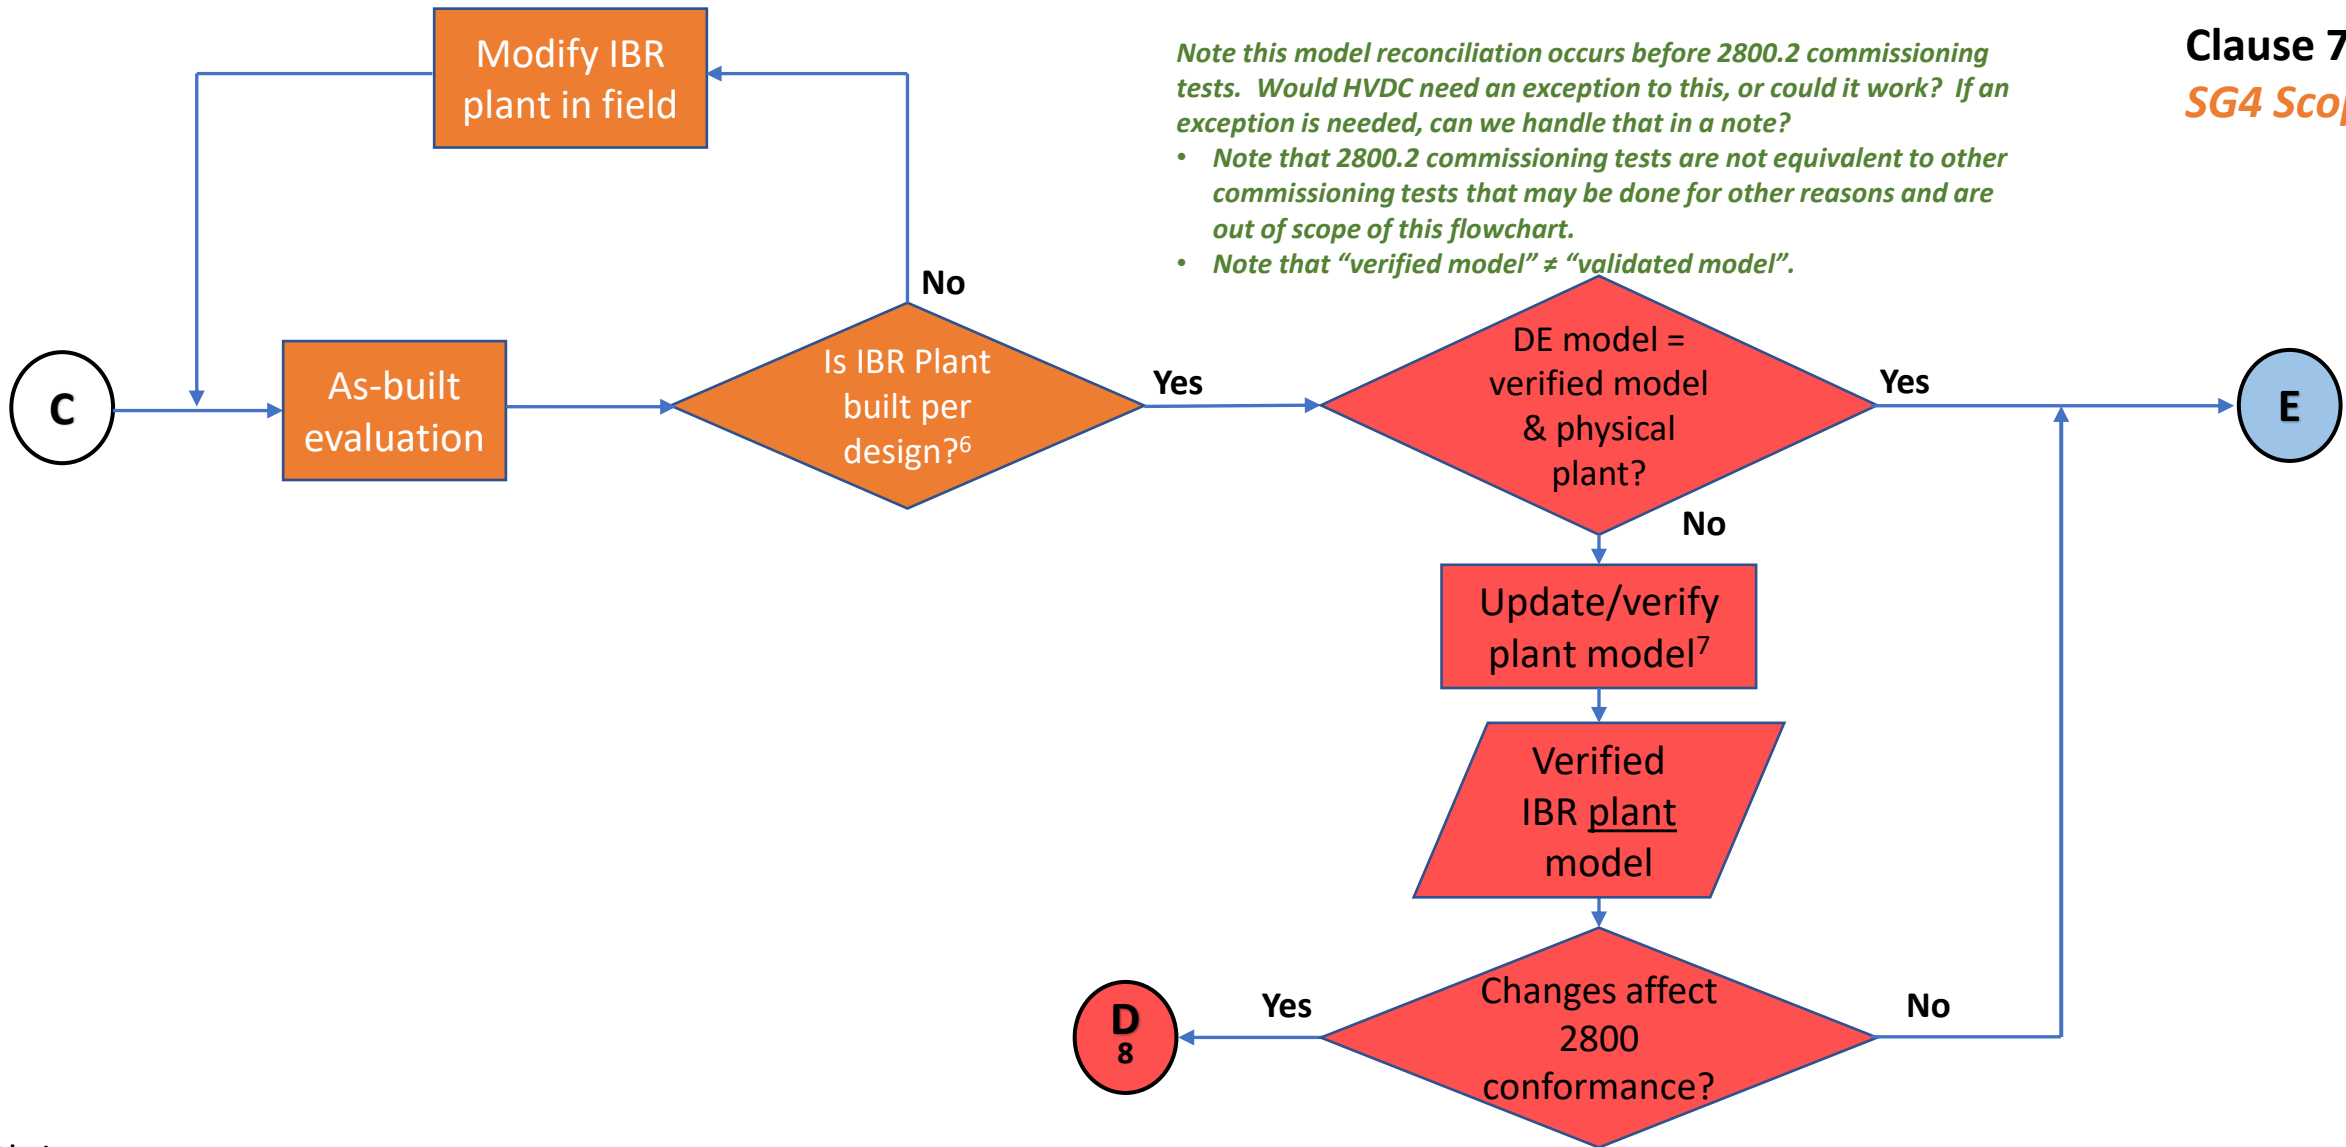 Modify IBR
plant in field
Note this model reconciliation occurs before 2800.2 commissioning
tests. Would HVDC need an exception to this, or could it work? If an
exception is needed, can we handle that in a note?
• Note that 2800.2 commissioning tests are not equivalent to other
commissioning tests that may be done for other reasons and are
out of scope of this flowchart.
• Note that “verified model” ≠ “validated model”.
Clause 7
SG4
No
C
As-built
evaluation
Is IBR Plant
built per
design?⁶
Yes
DE model =
verified model
& physical
plant?
Yes
E
No
Update/verify
plant model⁷
Verified
IBR plant
model
Changes affect
2800
conformance?
Yes
No
D
8